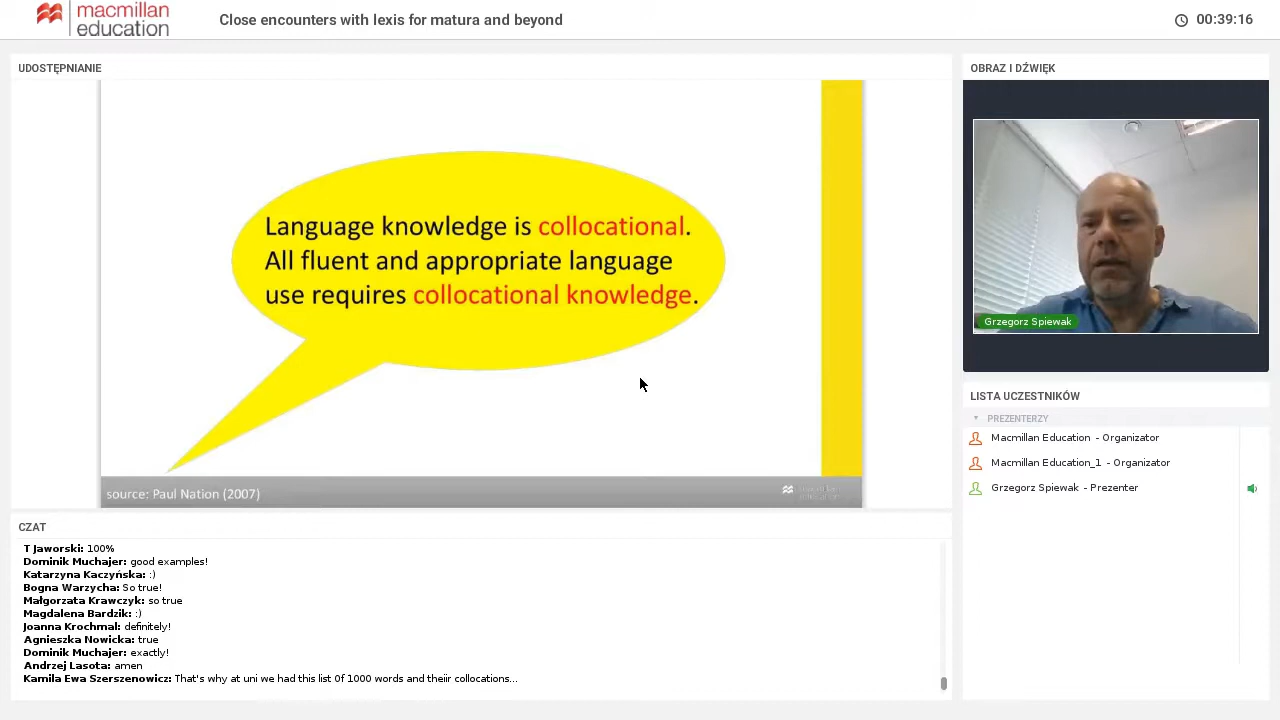 macmillan
education
Close encounters with lexis for matura and beyond
00:39:16
UDOSTĘPNIANIE
Language knowledge is collocational.
All fluent and appropriate language
use requires collocational knowledge.
source: Paul Nation (2007)
CZAT
T Jaworski: 100%
Dominik Muchajer: good examples!
Katarzyna Kaczyńska: :)
Bogna Warzycha: So true!
Małgorzata Krawczyk: so true
Magdalena Bardzik: :)
Joanna Krochmal: definitely!
Agnieszka Nowicka: true
Dominik Muchajer: exactly!
Andrzej Lasota: amen
Kamila Ewa Szerszenowicz: That's why at uni we had this list 0f 1000 words and theiir collocations...
OBRAZ I DŹWIĘK
Grzegorz Spiewak
LISTA UCZESTNIKÓW
PREZENTERZY
Macmillan Education - Organizator
Macmillan Education_1 - Organizator
Grzegorz Spiewak - Prezenter